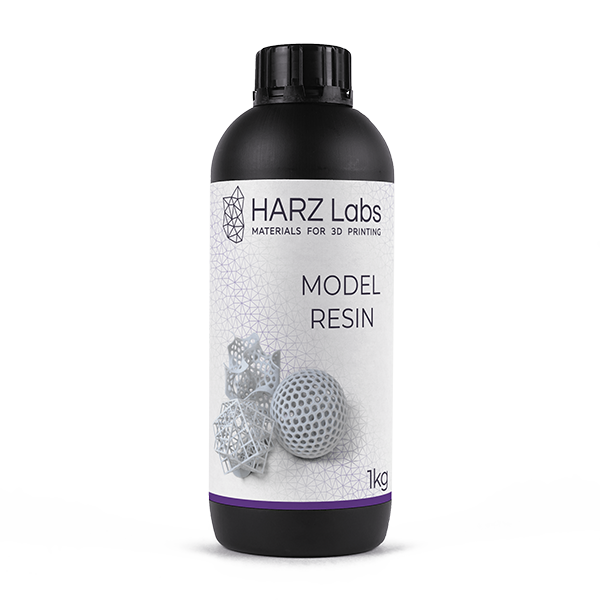 HARZ Labs
MATERIALS FOR 3D PRINTING
MODEL
RESIN
1kg